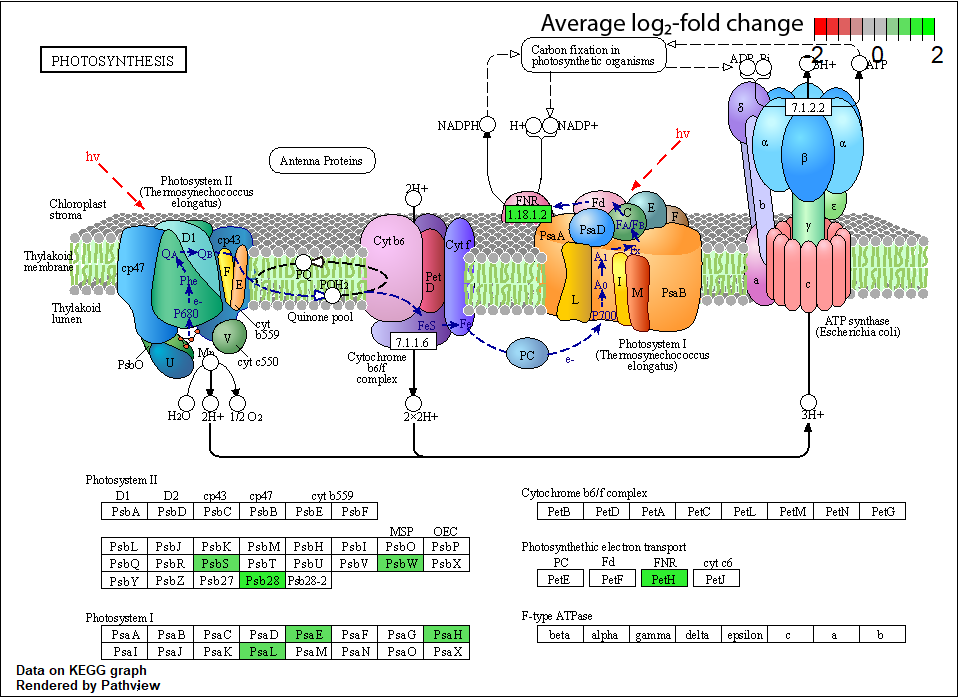 Average log2-fold change
-2 0 2
PHOTOSYNTHESIS
Carbon fixation in
photosynthetic organisms
ADP Pi 3H+ ATP
7.1.2.2
NADPH H+ NADP+
hν hν
Antenna Proteins
Photosystem II
(Thermosynechococcus
elongatus)
Chloroplast
stroma
Thylakoid
membrane
Thylakoid
lumen
2H+
FNR
1.18.1.2
Fd
D1 cp43
cp47
QA QB
Phe
e-
P680
F E
Mn
PsbO U V
cyt
b559
cyt c550
PQ
PQH2
Quinone pool
Cyt b6
Cyt f
Pet
D
FeS Fe
7.1.1.6
Cytochrome
b6/f
complex
PC e-
PsaA PsaD C E F
FA/FB
FX
A1
A0
P700
L I M PsaB
Photosystem I
(Thermosynechococcus
elongatus)
δ α β α
b γ ε
a c
ATP synthase
(Escherichia coli)
H2O 2H+ 1/2 O2
2×2H+
3H+
Photosystem II
D1 D2 cp43 cp47 cyt b559
PsbA PsbD PsbC PsbB PsbE PsbF
MSP OEC
PsbL PsbJ PsbK PsbM PsbH PsbI PsbO PsbP
PsbQ PsbR PsbS PsbT PsbU PsbV PsbW PsbX
PsbY PsbZ Psb27 Psb28 Psb28-2
Photosystem I
PsaA PsaB PsaC PsaD PsaE PsaF PsaG PsaH
PsaI PsaJ PsaK PsaL PsaM PsaN PsaO PsaX
Cytochrome b6/f complex
PetB PetD PetA PetC PetL PetM PetN PetG
Photosynthethic electron transport
PC Fd FNR cyt c6
PetE PetF PetH PetJ
F-type ATPase
beta alpha gamma delta epsilon c a b
Data on KEGG graph
Rendered by Pathview